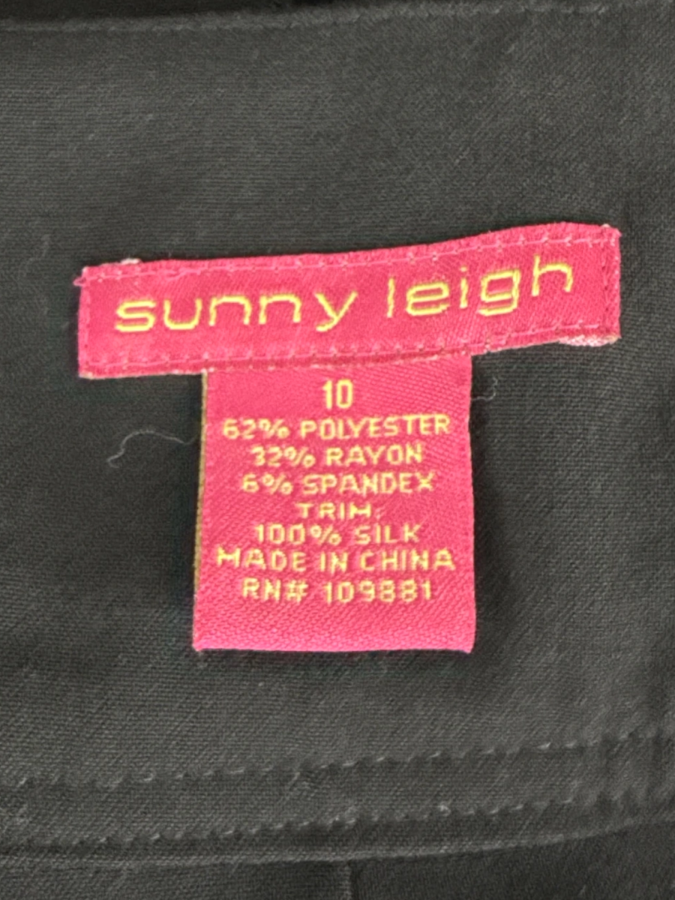 sunny leigh
10
62% POLYESTER
32% RAYON
6% SPANDEX
TRIM:
100% SILK
MADE IN CHINA
RN# 109881